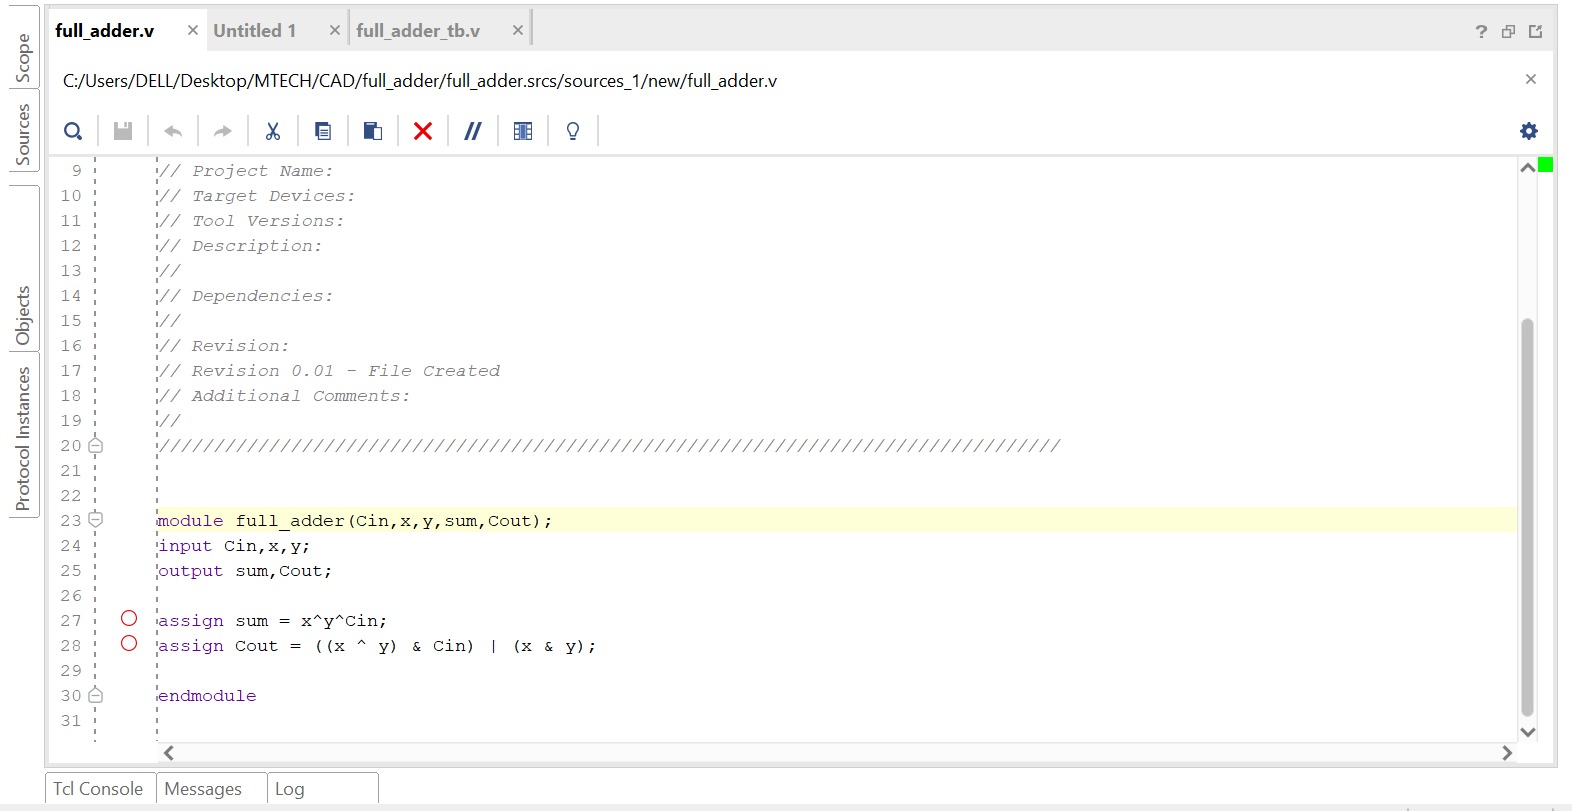 full_adder.v × Untitled 1 × full_adder_tb.v ×
?
C:/Users/DELL/Desktop/MTECH/CAD/full_adder/full_adder.srcs/sources_1/new/full_adder.v
Scope
Sources
Objects
Protocol Instances
9 // Project Name:
10 // Target Devices:
11 // Tool Versions:
12 // Description:
13 //
14 // Dependencies:
15 //
16 // Revision:
17 // Revision 0.01 - File Created
18 // Additional Comments:
19 //
20 //////////////////////////////////////////////////////////////////////////////////
21
22
23 module full_adder(Cin,x,y,sum,Cout);
24 input Cin,x,y;
25 output sum,Cout;
26
27 assign sum = x^y^Cin;
28 assign Cout = ((x ^ y) & Cin) | (x & y);
29
30 endmodule
31
Tcl Console Messages Log